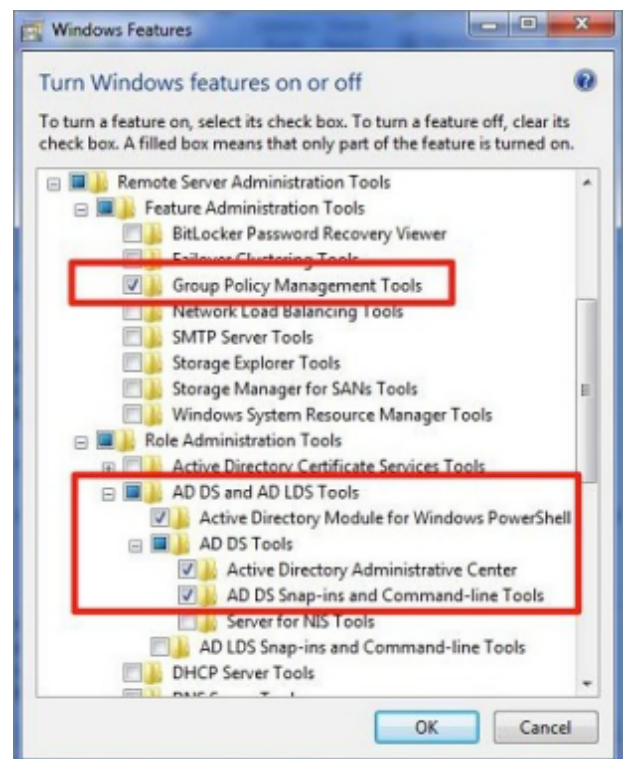 Windows Features
Turn Windows features on or off
To turn a feature on, select its check box. To turn a feature off, clear its
check box. A filled box means that only part of the feature is turned on.
Remote Server Administration Tools
Feature Administration Tools
BitLocker Password Recovery Viewer
Failover Clustering Tools
Group Policy Management Tools
Network Load Balancing Tools
SMTP Server Tools
Storage Explorer Tools
Storage Manager for SANs Tools
Windows System Resource Manager Tools
Role Administration Tools
Active Directory Certificate Services Tools
AD DS and AD LDS Tools
Active Directory Module for Windows PowerShell
AD DS Tools
Active Directory Administrative Center
AD DS Snap-ins and Command-line Tools
Server for NIS Tools
AD LDS Snap-ins and Command-line Tools
DHCP Server Tools
OK
Cancel